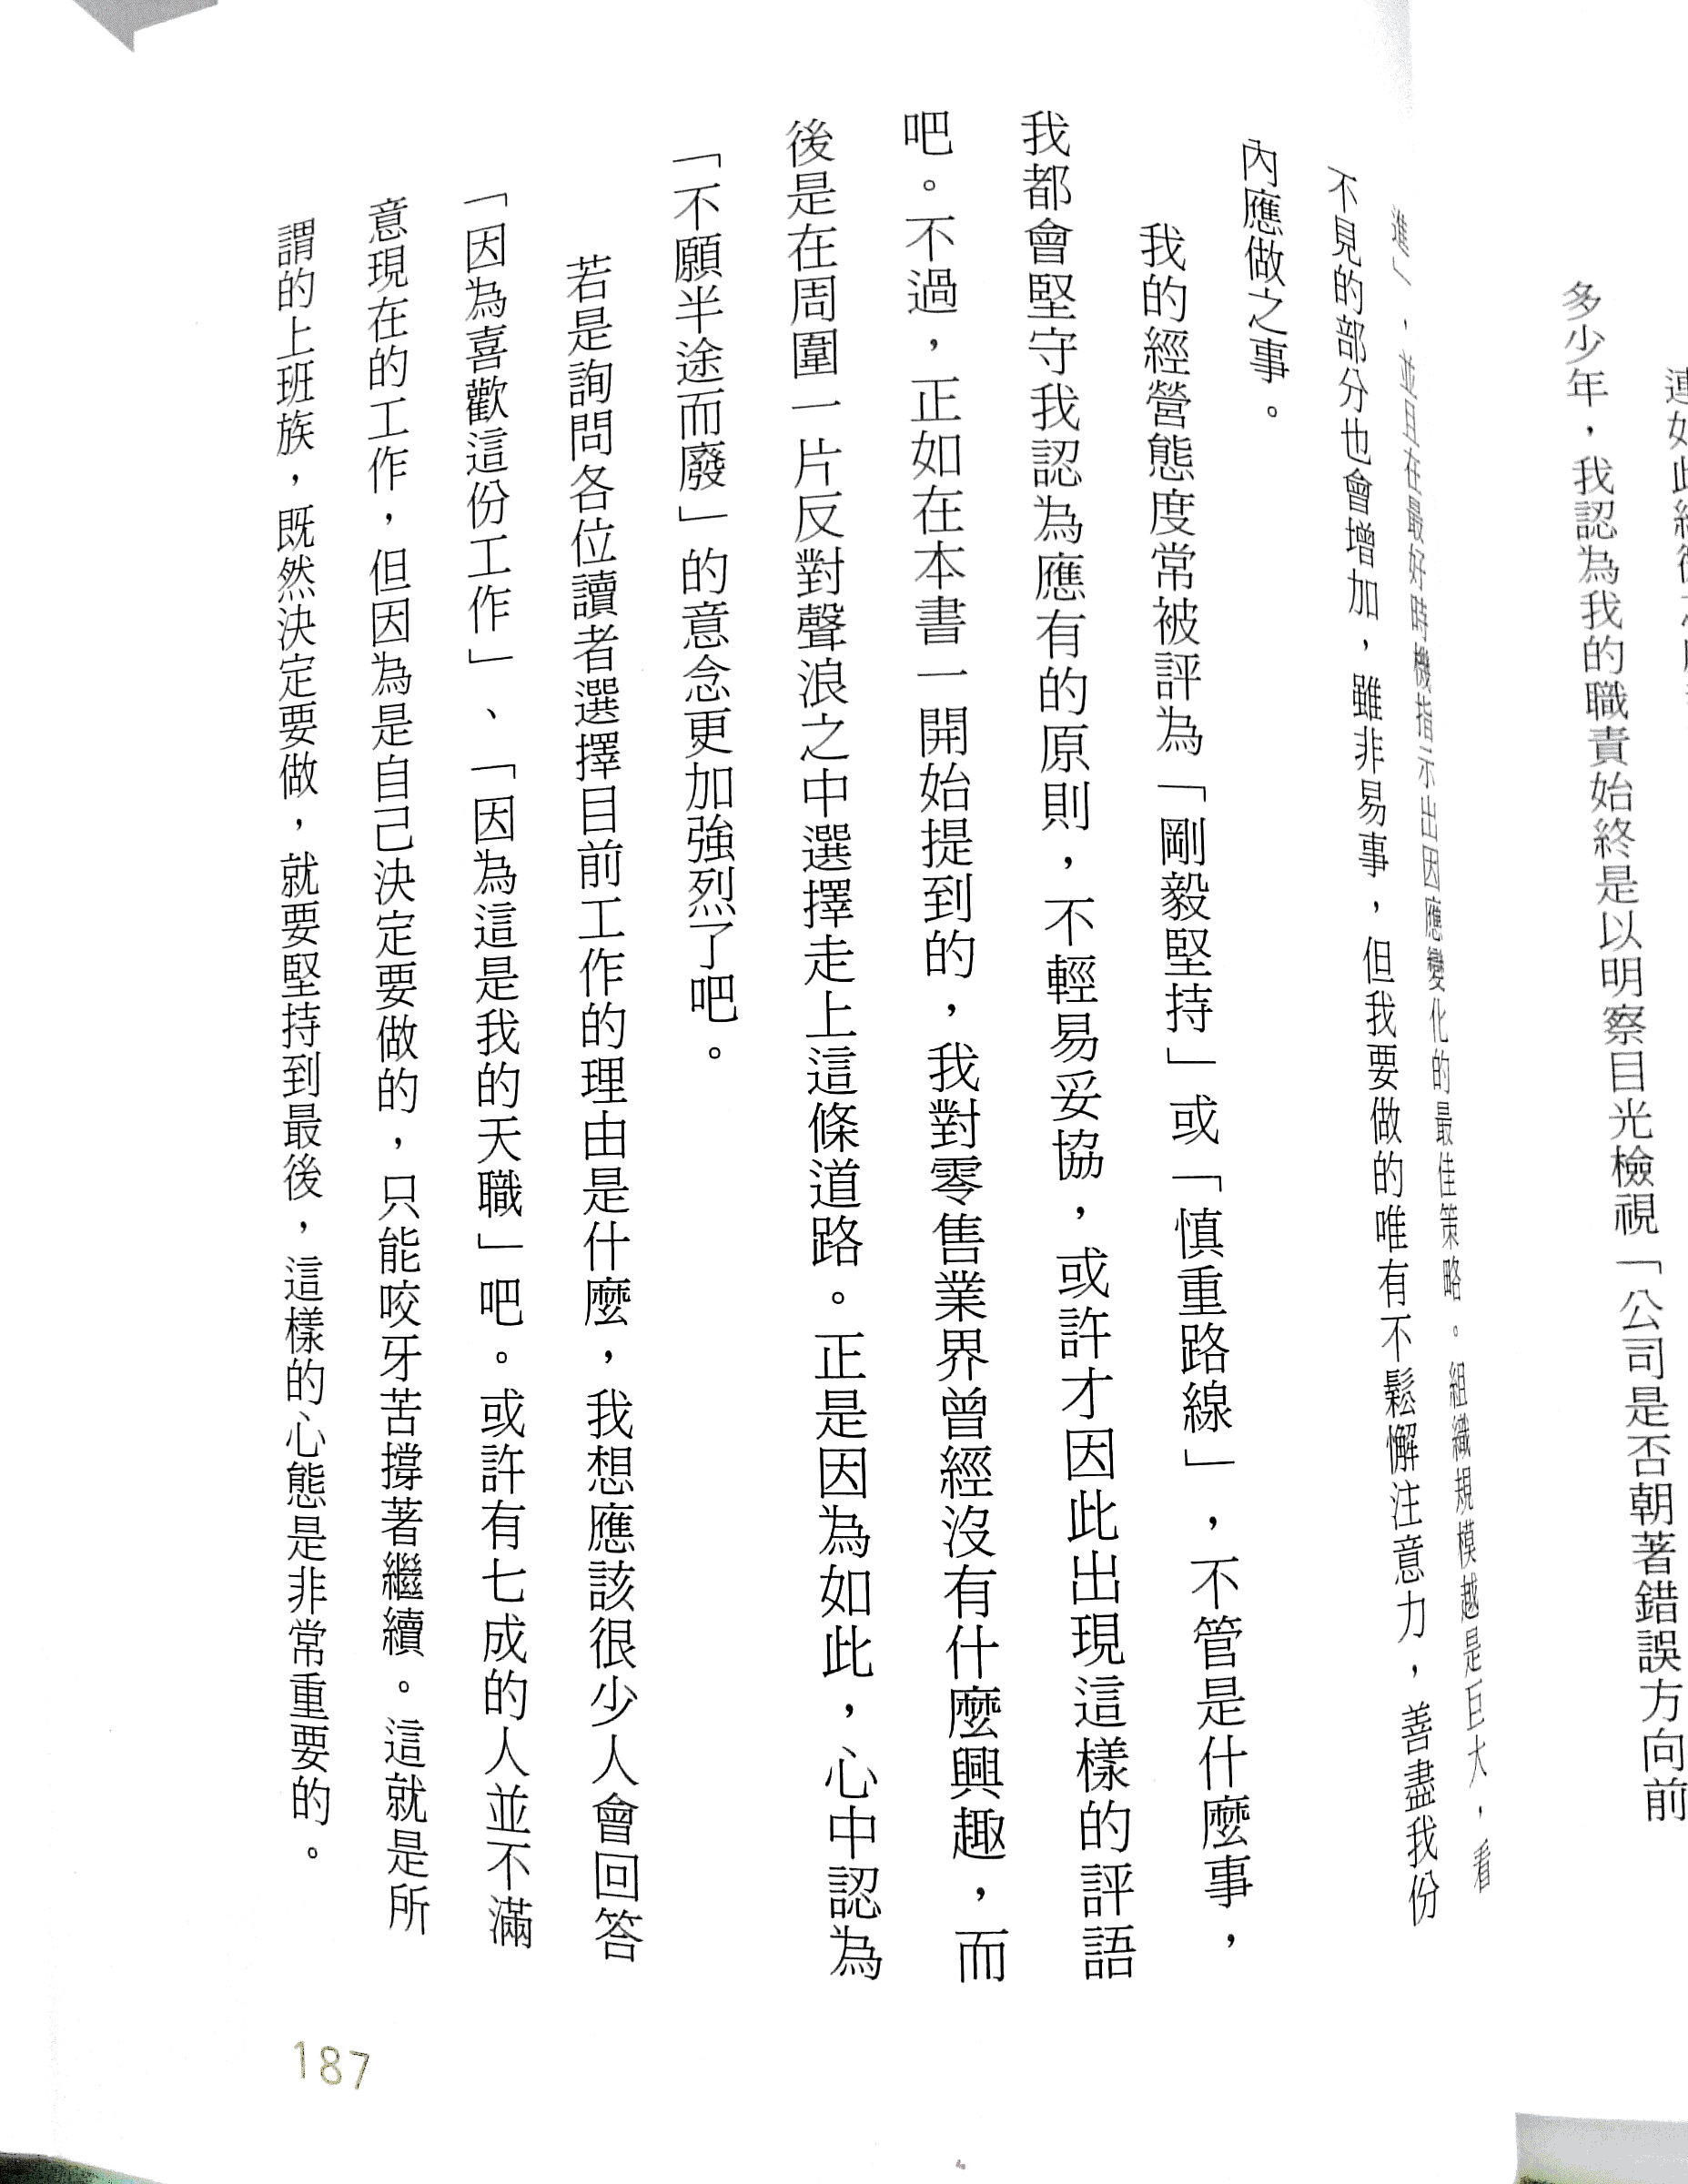 多少年，我認為我的職責始終是以明察目光檢視「公司是否朝著錯誤方向前
進」，並且在最好時機指示出因應變化的最佳策略。組織規模越是巨大，看
不見的部分也會增加，雖非易事，但我要做的唯有不鬆懈注意力，善盡我份
內應做之事。
我的經營態度常被評為「剛毅堅持」或「慎重路線」，不管是什麼事，
我都會堅守我認為應有的原則，不輕易妥協，或許才因此出現這樣的評語
吧。不過，正如在本書一開始提到的，我對零售業界曾經沒有什麼興趣，而
後是在周圍一片反對聲浪之中選擇走上這條道路。正是因為如此，心中認為
「不願半途而廢」的意念更加強烈了吧。
若是詢問各位讀者選擇目前工作的理由是什麼，我想應該很少人會回答
「因為喜歡這份工作」、「因為這是我的天職」吧。或許有七成的人並不滿
意現在的工作，但因為是自己決定要做的，只能咬牙苦撐著繼續。這就是所
謂的上班族，既然決定要做，就要堅持到最後，這樣的心態是非常重要的。
187